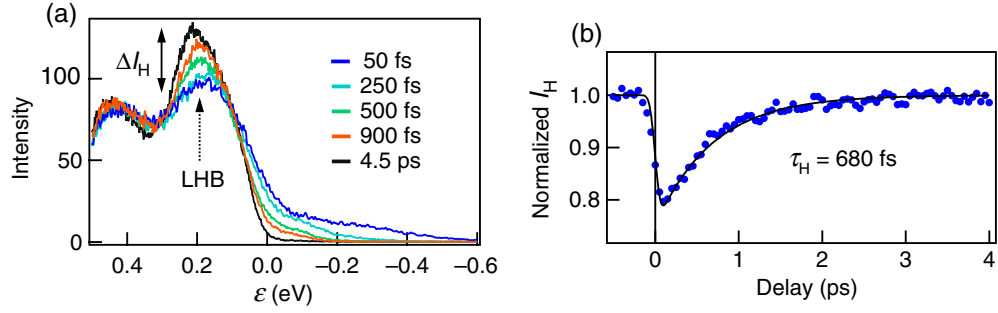 (a)
ΔI_H
Intensity
100
50
0
LHB
50 fs
250 fs
500 fs
900 fs
4.5 ps
0.4 0.2 0.0 −0.2 −0.4 −0.6
ε (eV)
(b)
Normalized I_H
1.0
0.9
0.8
τ_H = 680 fs
0 1 2 3 4
Delay (ps)